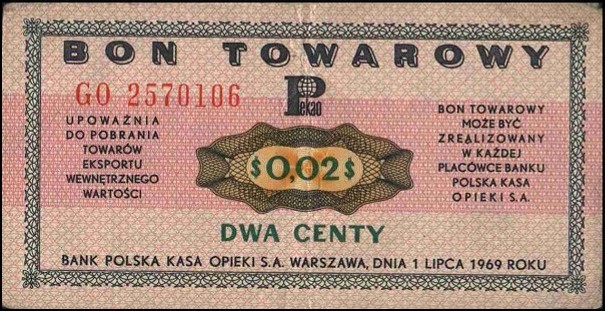 BON TOWAROWY
GO 2570106
Pekao
UPOWAŻNIA
DO POBRANIA
TOWARÓW
EKSPORTU
WEWNĘTRZNEGO
WARTOŚCI
$0,02$
BON TOWAROWY
MOŻE BYĆ
ZREALIZOWANY
W KAŻDEJ
PLACÓWCE BANKU
POLSKA KASA
OPIEKI S.A.
DWA CENTY
BANK POLSKA KASA OPIEKI S.A. WARSZAWA, DNIA 1 LIPCA 1969 ROKU